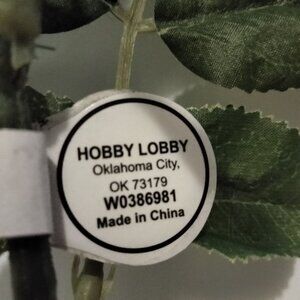 HOBBY LOBBY
Oklahoma City,
OK 73179
W0386981
Made in China